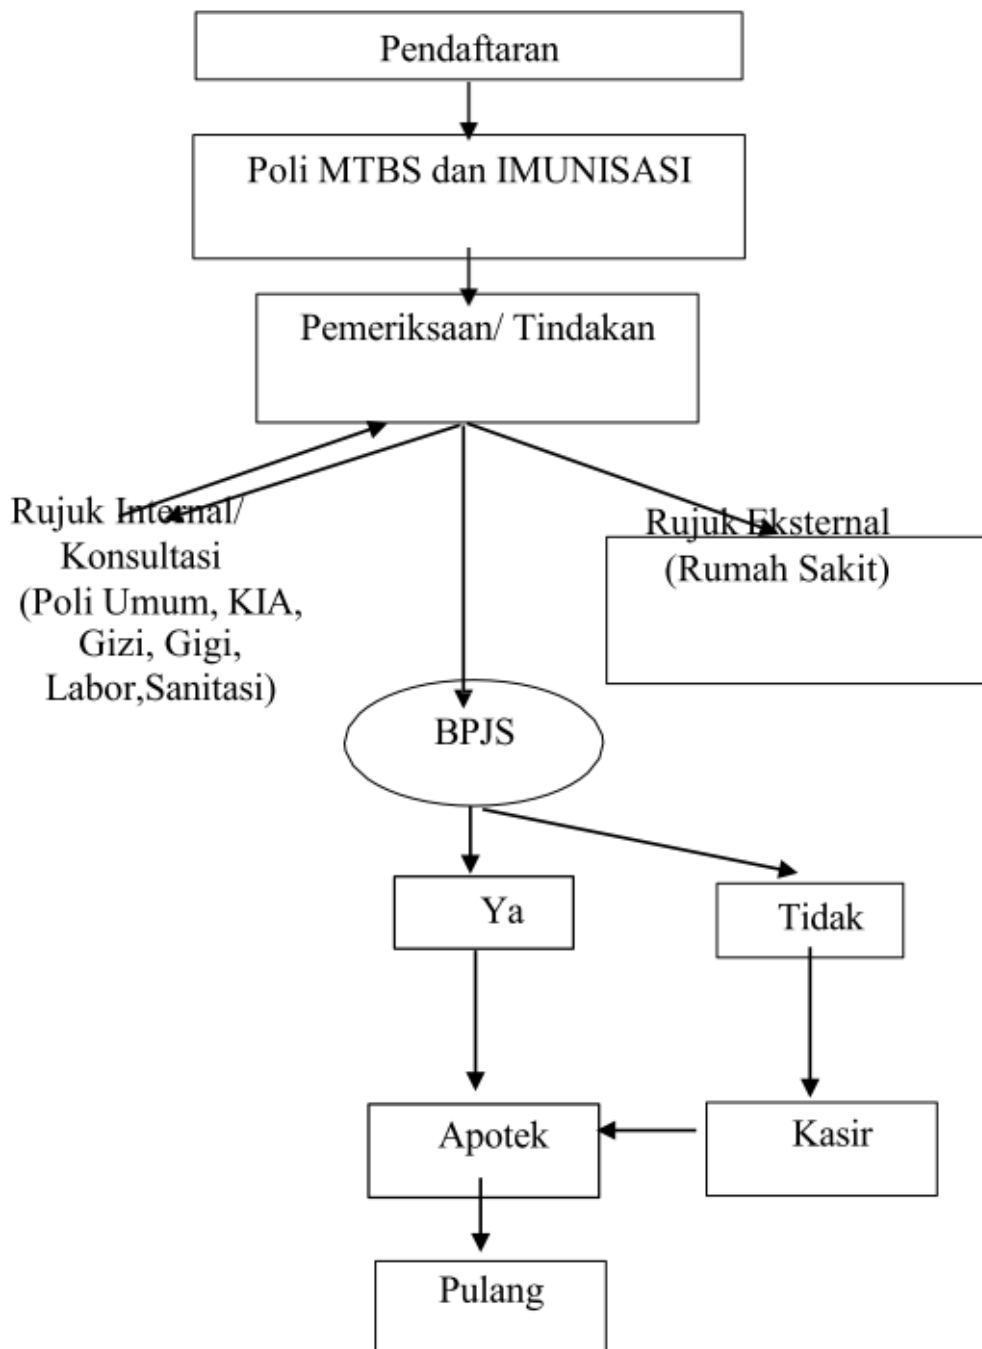 Pendaftaran
Poli MTBS dan IMUNISASI
Pemeriksaan/ Tindakan
Rujuk Internal/
Konsultasi
(Poli Umum, KIA,
Gizi, Gigi,
Labor,Sanitasi)
Rujuk Eksternal
(Rumah Sakit)
BPJS
Ya
Tidak
Apotek
Kasir
Pulang